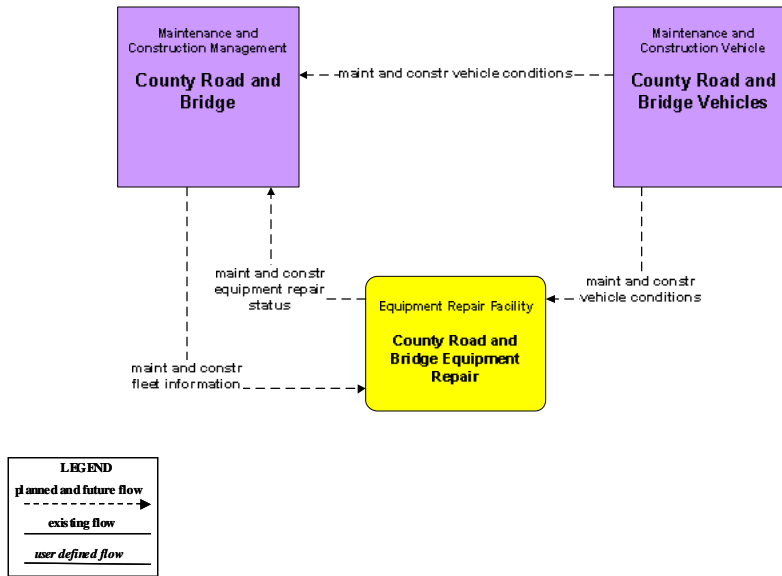 Maintenance and
Construction Management
County Road and
Bridge
maint and constr vehicle conditions
Maintenance and
Construction Vehicle
County Road and
Bridge Vehicles
maint and constr
equipment repair
status
Equipment Repair Facility
County Road and
Bridge Equipment
Repair
maint and constr
vehicle conditions
maint and constr
fleet information
LEGEND
planned and future flow
existing flow
user defined flow